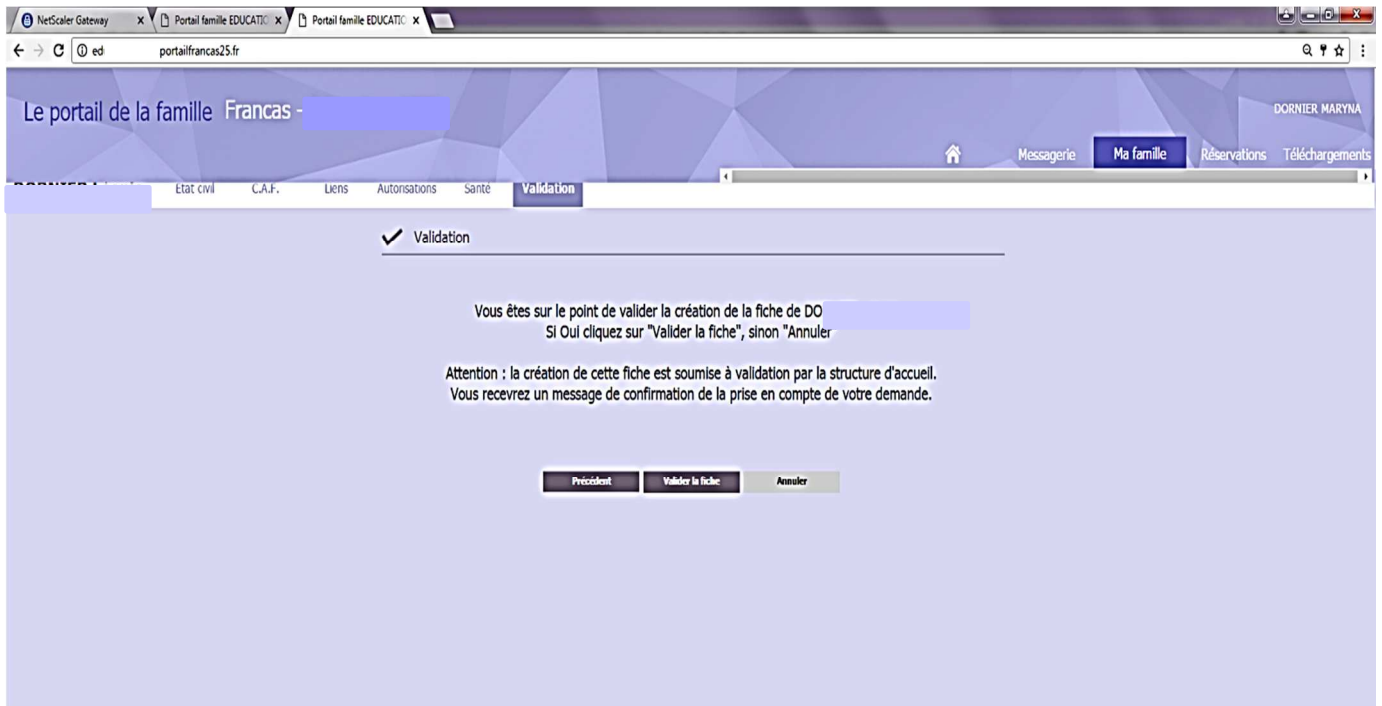 NetScaler Gateway
Portail famille EDUCATIC
Portail famille EDUCATIC
ed portailfrancas25.fr
Le portail de la famille Francas -
DORNIER MARYNA
Messagerie Ma famille Réservations Téléchargements
Etat civil C.A.F. Liens Autorisations Santé Validation
Validation
Vous êtes sur le point de valider la création de la fiche de DO
Si Oui cliquez sur "Valider la fiche", sinon "Annuler
Attention : la création de cette fiche est soumise à validation par la structure d'accueil.
Vous recevrez un message de confirmation de la prise en compte de votre demande.
Précédent Valider la fiche Annuler